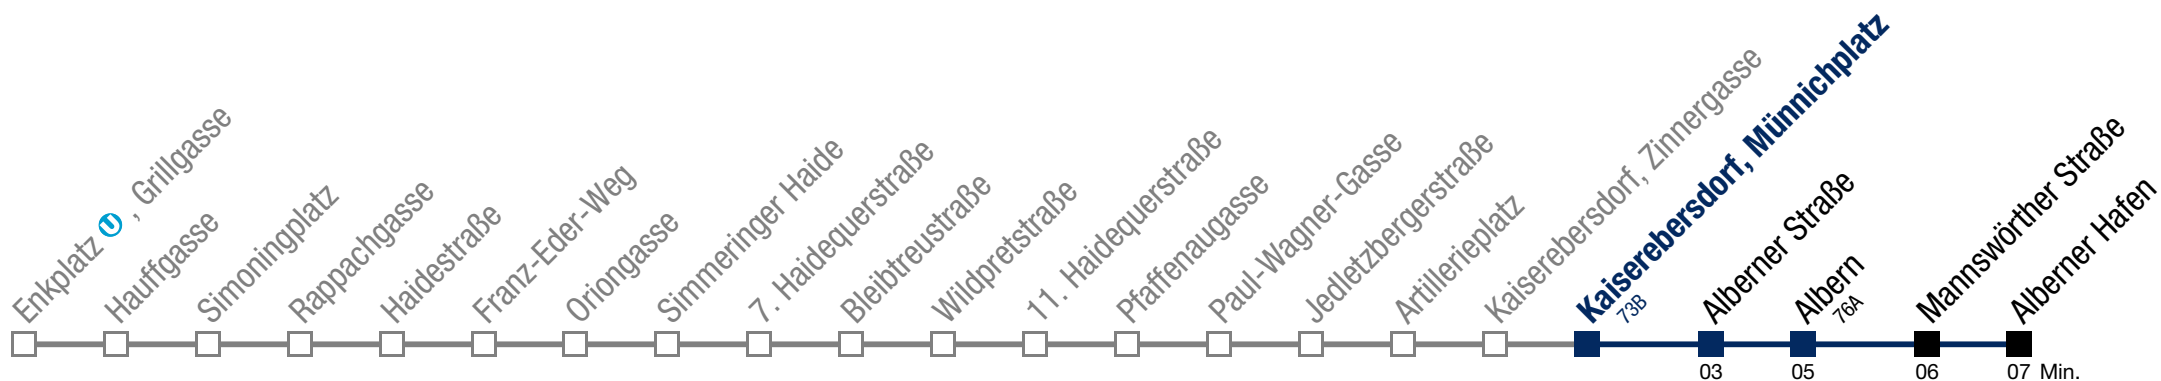 Enkplatz U, Grillgasse
Hauffgasse
Simoningplatz
Rappachgasse
Haidestraße
Franz-Eder-Weg
Oriongasse
Simmeringer Haide
7. Haidequerstraße
Bleibtreustraße
Wildpretstraße
11. Haidequerstraße
Pfaffenaugasse
Paul-Wagner-Gasse
Jedletzbergerstraße
Artillerieplatz
Kaiserebersdorf, Zinnergasse
Kaiserebersdorf, Münnichplatz
73B
Alberner Straße
Albern
76A
Mannswörther Straße
Alberner Hafen
03 05 06 07 Min.